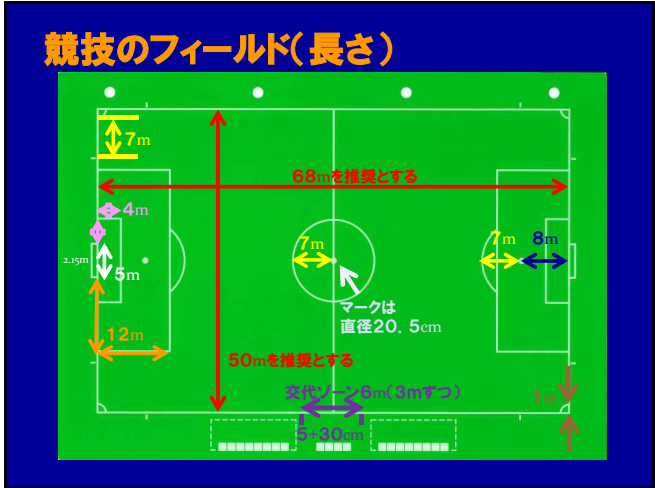 競技のフィールド(長さ)
7m
68mを推奨とする
4m
7m
7m
8m
2.15m
5m
マークは
直径20.5cm
12m
50mを推奨とする
交代ゾーン6m(3mずつ)
1m
5+30cm